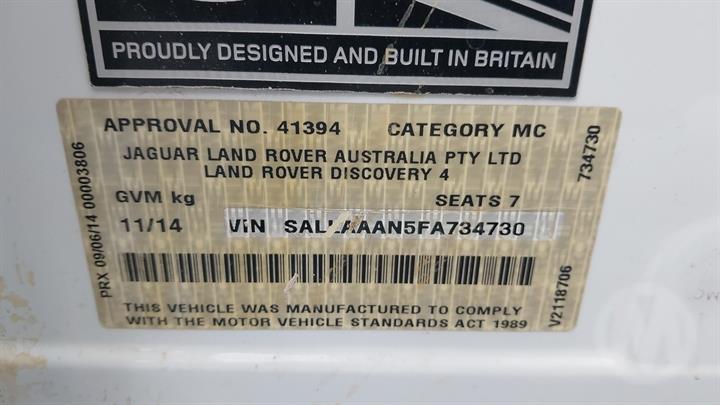 PROUDLY DESIGNED AND BUILT IN BRITAIN
APPROVAL NO. 41394 CATEGORY MC
JAGUAR LAND ROVER AUSTRALIA PTY LTD
LAND ROVER DISCOVERY 4
GVM kg SEATS 7
11/14 VIN SALLAAAN5FA734730
THIS VEHICLE WAS MANUFACTURED TO COMPLY
WITH THE MOTOR VEHICLE STANDARDS ACT 1989
PRX 09/06/14 00003806
734730
V2118706